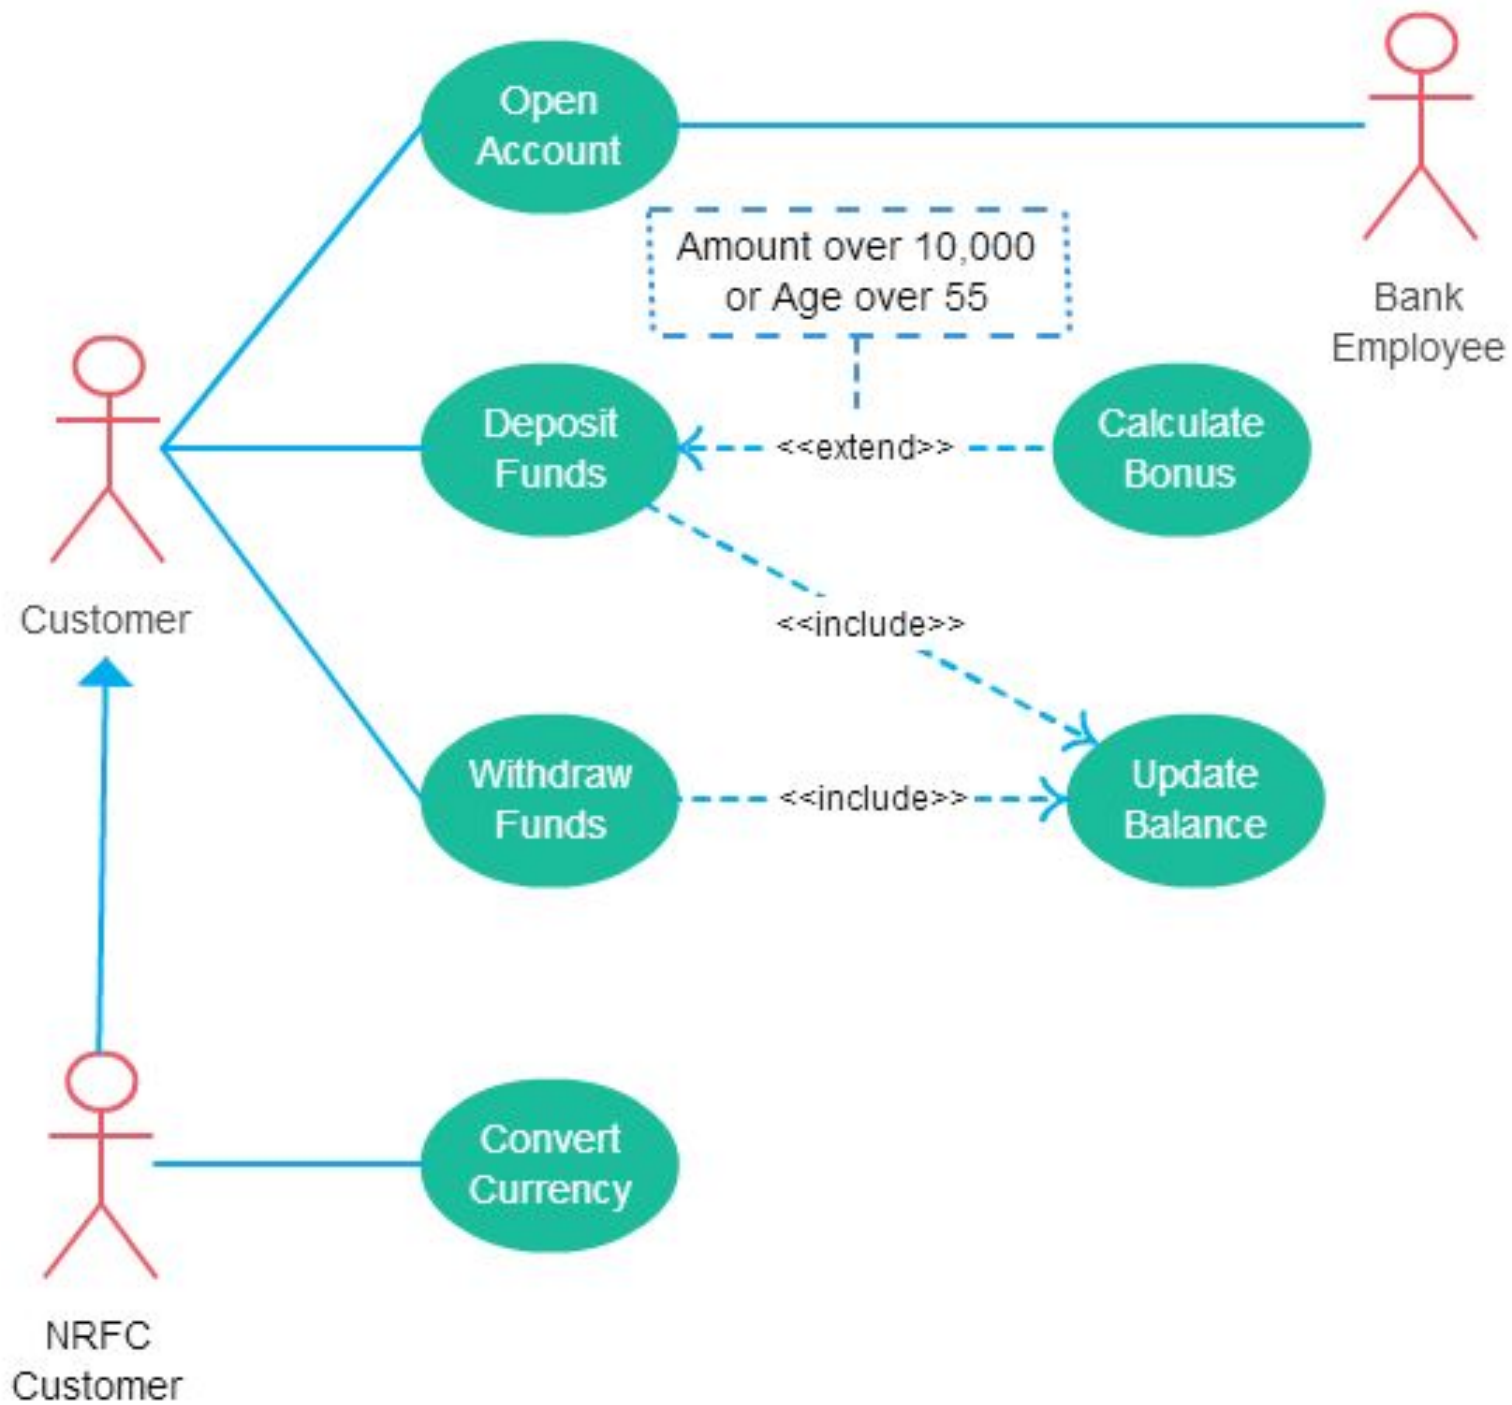 Open
Account
Amount over 10,000
or Age over 55
Bank
Employee
Deposit
Funds
<<extend>>
Calculate
Bonus
Customer
<<include>>
Withdraw
Funds
<<include>>
Update
Balance
Convert
Currency
NRFC
Customer